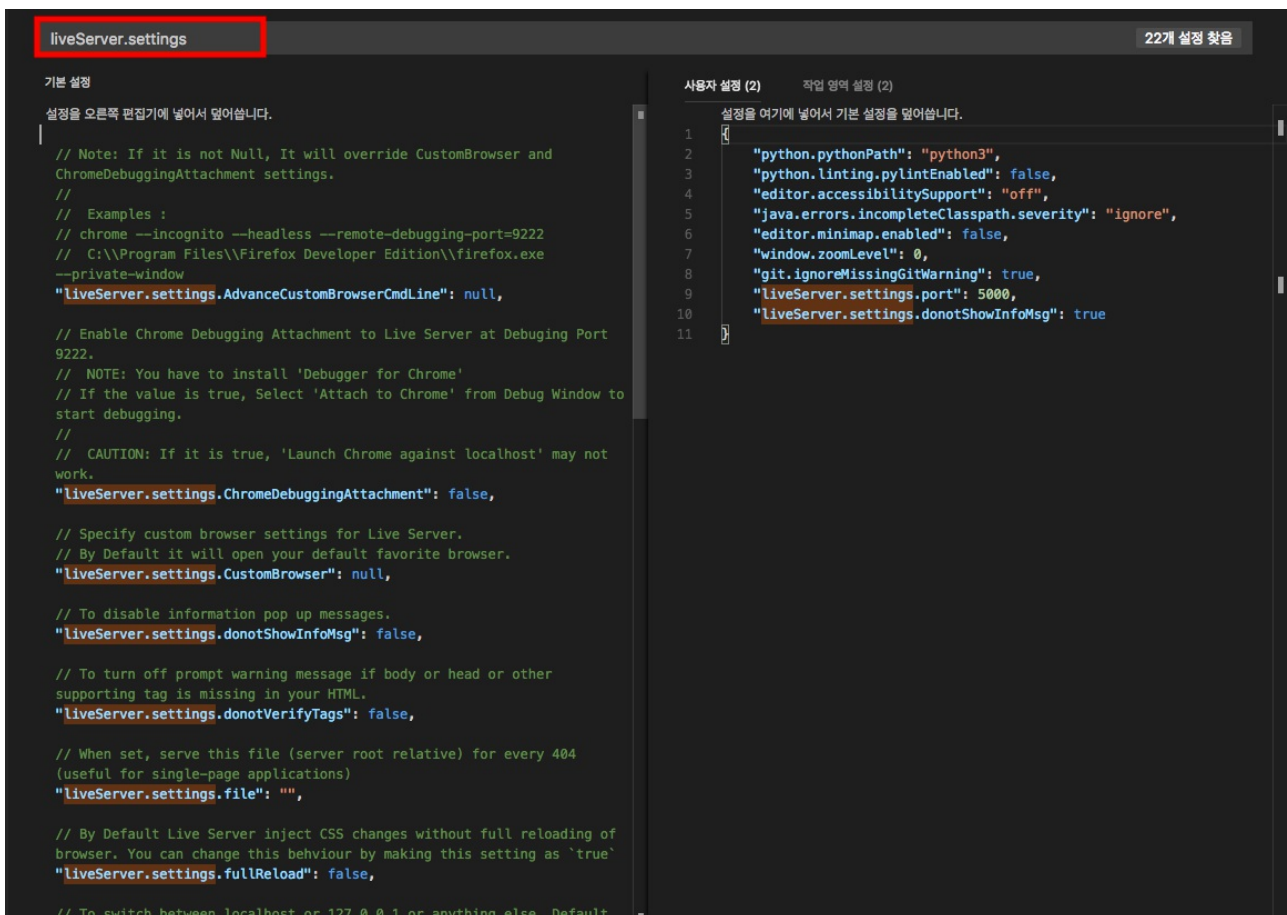 liveServer.settings
22개 설정 찾음
기본 설정
설정을 오른쪽 편집기에 넣어서 덮어씁니다.
// Note: If it is not Null, It will override CustomBrowser and
ChromeDebuggingAttachment settings.
//
//  Examples :
// chrome --incognito --headless --remote-debugging-port=9222
//  C:\\Program Files\\Firefox Developer Edition\\firefox.exe
--private-window
"liveServer.settings.AdvanceCustomBrowserCmdLine": null,
// Enable Chrome Debugging Attachment to Live Server at Debuging Port
9222.
//  NOTE: You have to install 'Debugger for Chrome'
// If the value is true, Select 'Attach to Chrome' from Debug Window to
start debugging.
//
//  CAUTION: If it is true, 'Launch Chrome against localhost' may not
work.
"liveServer.settings.ChromeDebuggingAttachment": false,
// Specify custom browser settings for Live Server.
// By Default it will open your default favorite browser.
"liveServer.settings.CustomBrowser": null,
// To disable information pop up messages.
"liveServer.settings.donotShowInfoMsg": false,
// To turn off prompt warning message if body or head or other
supporting tag is missing in your HTML.
"liveServer.settings.donotVerifyTags": false,
// When set, serve this file (server root relative) for every 404
(useful for single-page applications)
"liveServer.settings.file": "",
// By Default Live Server inject CSS changes without full reloading of
browser. You can change this behviour by making this setting as `true`
"liveServer.settings.fullReload": false,
// To switch between localhost or 127.0.0.1 or anything else. Default
사용자 설정 (2)
작업 영역 설정 (2)
설정을 여기에 넣어서 기본 설정을 덮어씁니다.
1 {
2 "python.pythonPath": "python3",
3 "python.linting.pylintEnabled": false,
4 "editor.accessibilitySupport": "off",
5 "java.errors.incompleteClasspath.severity": "ignore",
6 "editor.minimap.enabled": false,
7 "window.zoomLevel": 0,
8 "git.ignoreMissingGitWarning": true,
9 "liveServer.settings.port": 5000,
10 "liveServer.settings.donotShowInfoMsg": true
11 }